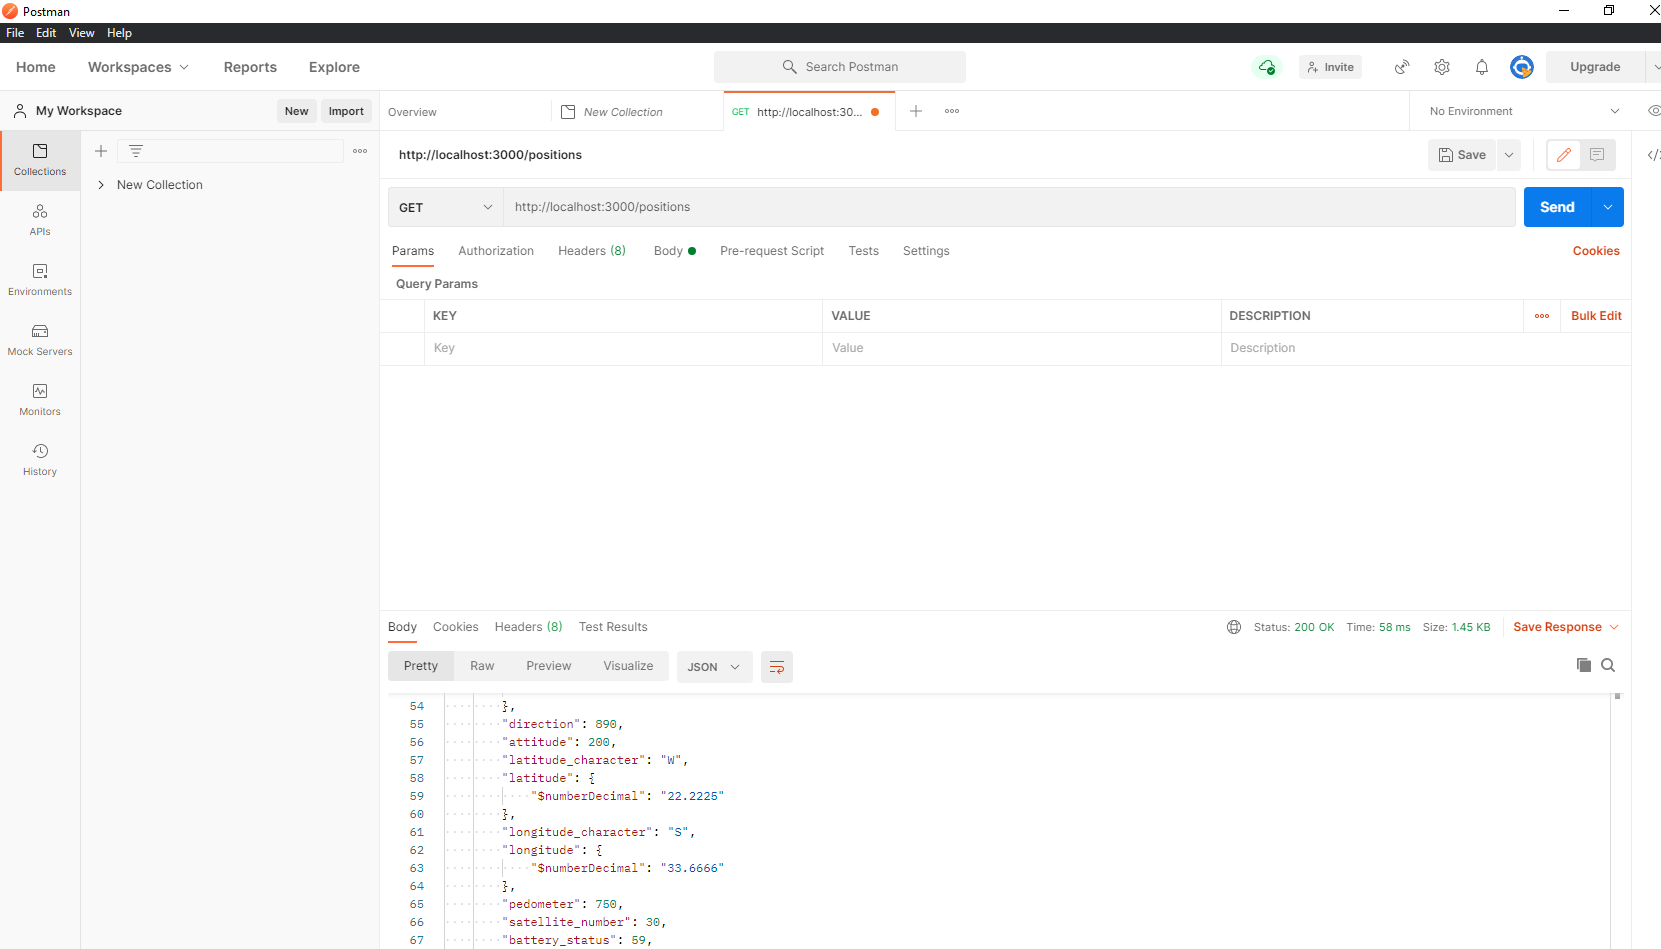 Postman
File Edit View Help
Home Workspaces Reports Explore Search Postman Invite Upgrade
My Workspace New Import Overview New Collection GET http://localhost:30... No Environment
Collections
New Collection
http://localhost:3000/positions Save
APIs
GET http://localhost:3000/positions Send
Params Authorization Headers (8) Body Pre-request Script Tests Settings Cookies
Environments
Query Params
KEY VALUE DESCRIPTION Bulk Edit
Mock Servers
Key Value Description
Monitors
History
Body Cookies Headers (8) Test Results Status: 200 OK Time: 58 ms Size: 1.45 KB Save Response
Pretty Raw Preview Visualize JSON
54 },
55 "direction": 890,
56 "attitude": 200,
57 "latitude_character": "W",
58 "latitude": {
59 "$numberDecimal": "22.2225"
60 },
61 "longitude_character": "S",
62 "longitude": {
63 "$numberDecimal": "33.6666"
64 },
65 "pedometer": 750,
66 "satellite_number": 30,
67 "battery_status": 59,